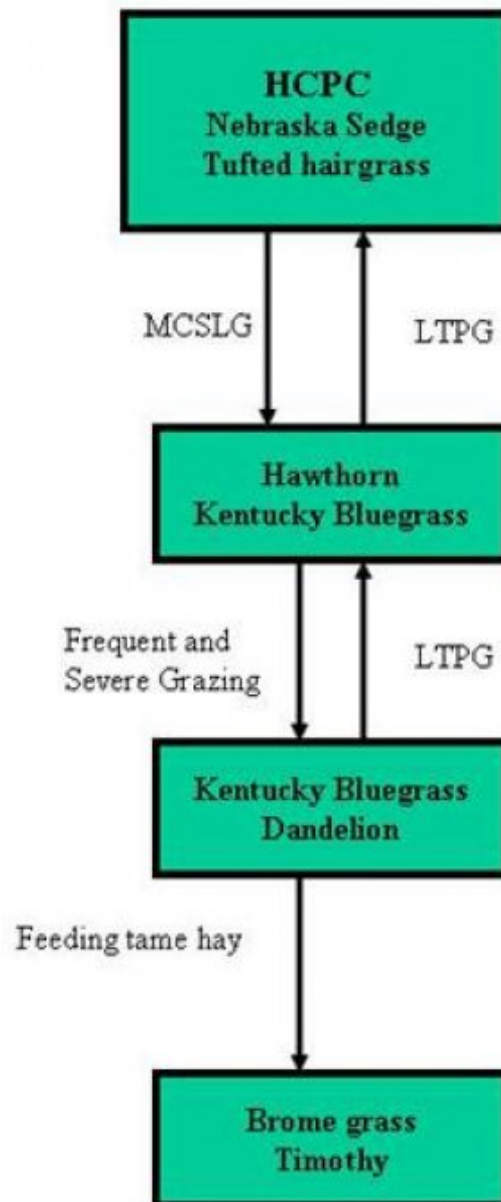 HCPC
Nebraska Sedge
Tufted hairgrass
MCSLG
LTPG
Hawthorn
Kentucky Bluegrass
Frequent and
Severe Grazing
LTPG
Kentucky Bluegrass
Dandelion
Feeding tame hay
Brome grass
Timothy